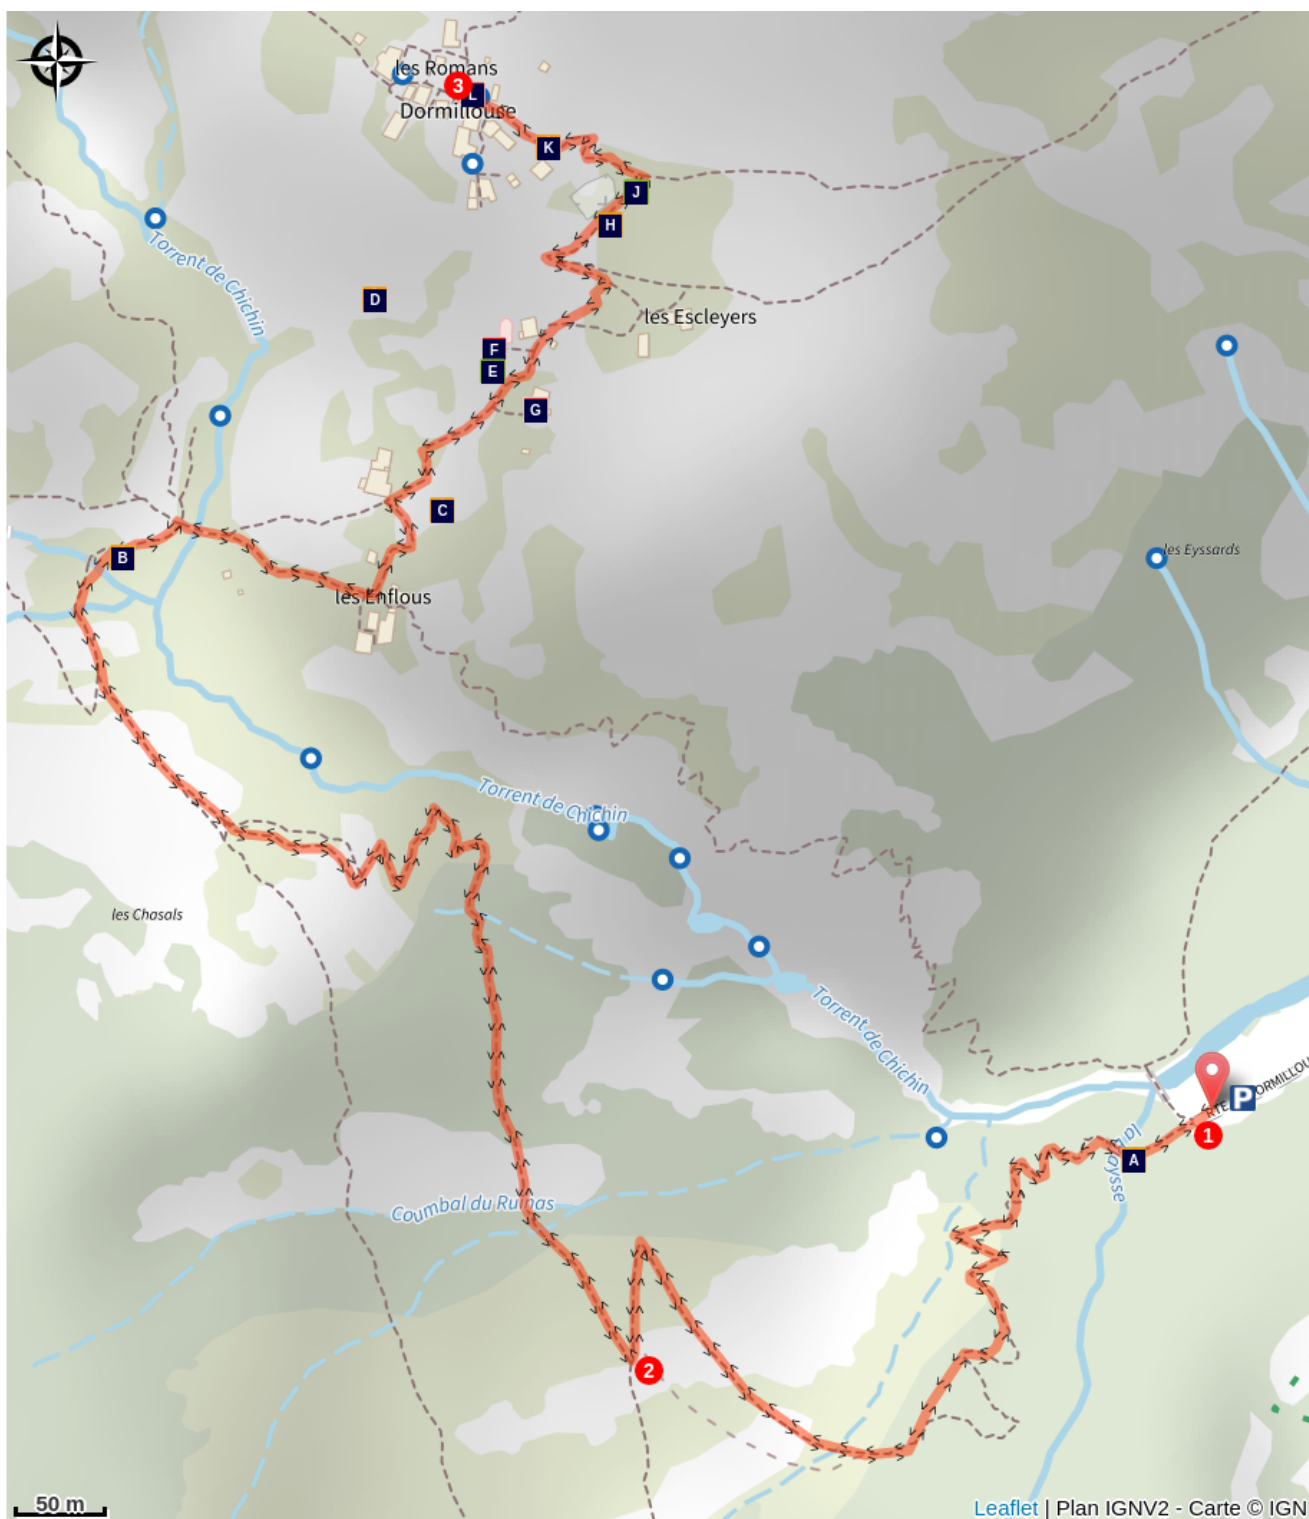 les Romans
3
L
Dormillouse
K
J
H
Torrent de Chichin
D
les Escleyers
F
E
G
C
B
les Eyssards
les Enflous
Torrent de Chichin
les Chasals
Torrent de Chichin
P
1
A
Coumbal du Ruinas
2
50 m
Leaflet | Plan IGNV2 - Carte © IGN